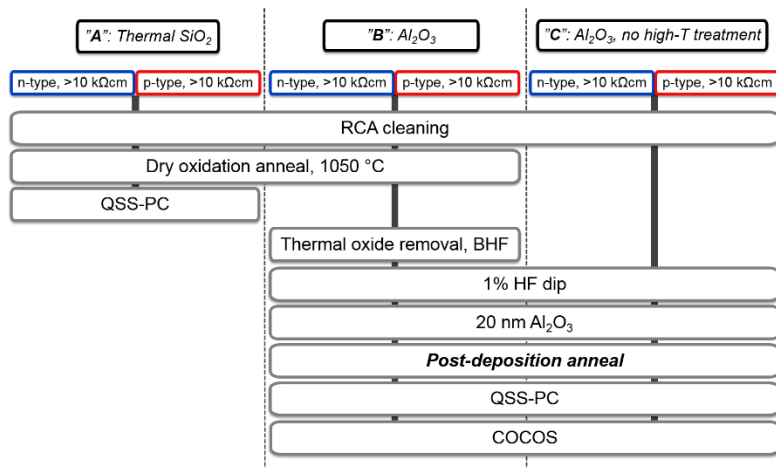 "A": Thermal SiO₂
"B": Al₂O₃
"C": Al₂O₃, no high-T treatment
n-type, >10 kΩcm
p-type, >10 kΩcm
n-type, >10 kΩcm
p-type, >10 kΩcm
n-type, >10 kΩcm
p-type, >10 kΩcm
RCA cleaning
Dry oxidation anneal, 1050 °C
QSS-PC
Thermal oxide removal, BHF
1% HF dip
20 nm Al₂O₃
Post-deposition anneal
QSS-PC
COCOS